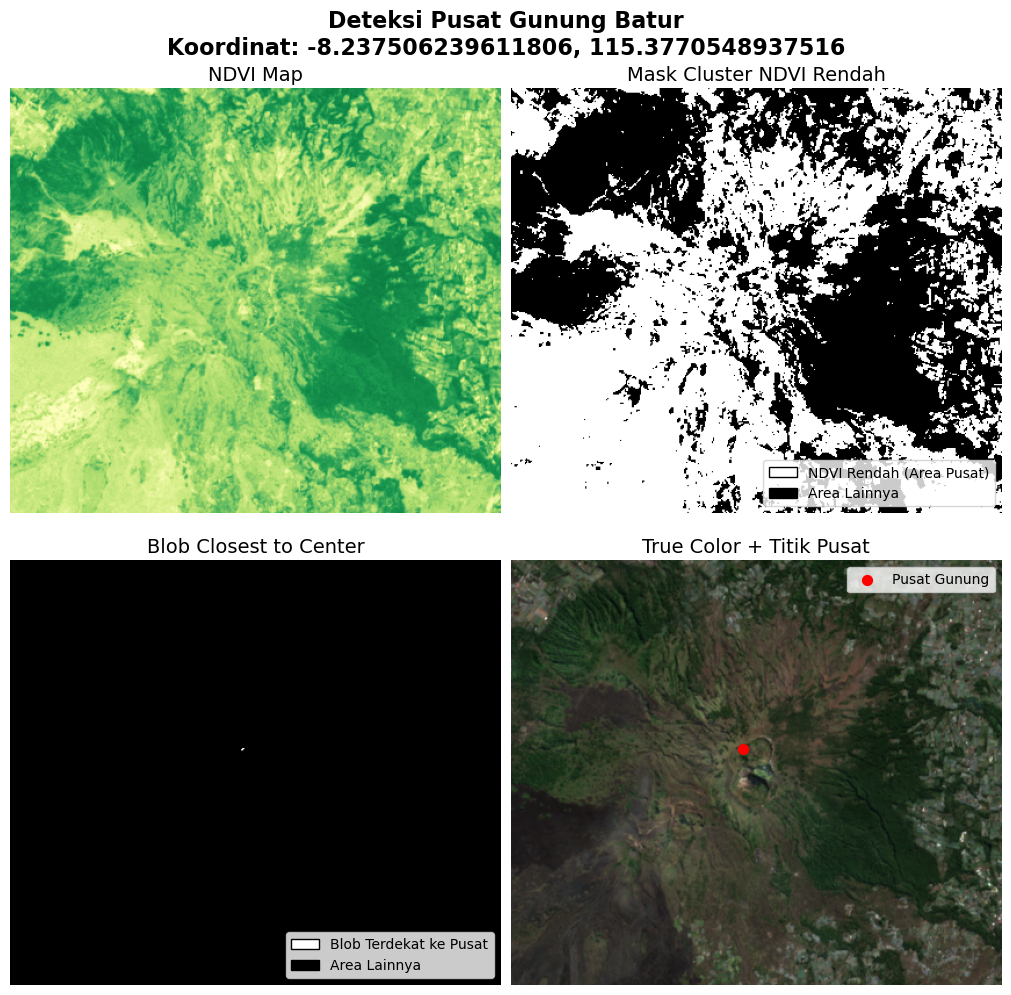 Deteksi Pusat Gunung Batur
Koordinat: -8.237506239611806, 115.3770548937516
NDVI Map
Mask Cluster NDVI Rendah
NDVI Rendah (Area Pusat)
Area Lainnya
Blob Closest to Center
True Color + Titik Pusat
Pusat Gunung
Blob Terdekat ke Pusat
Area Lainnya